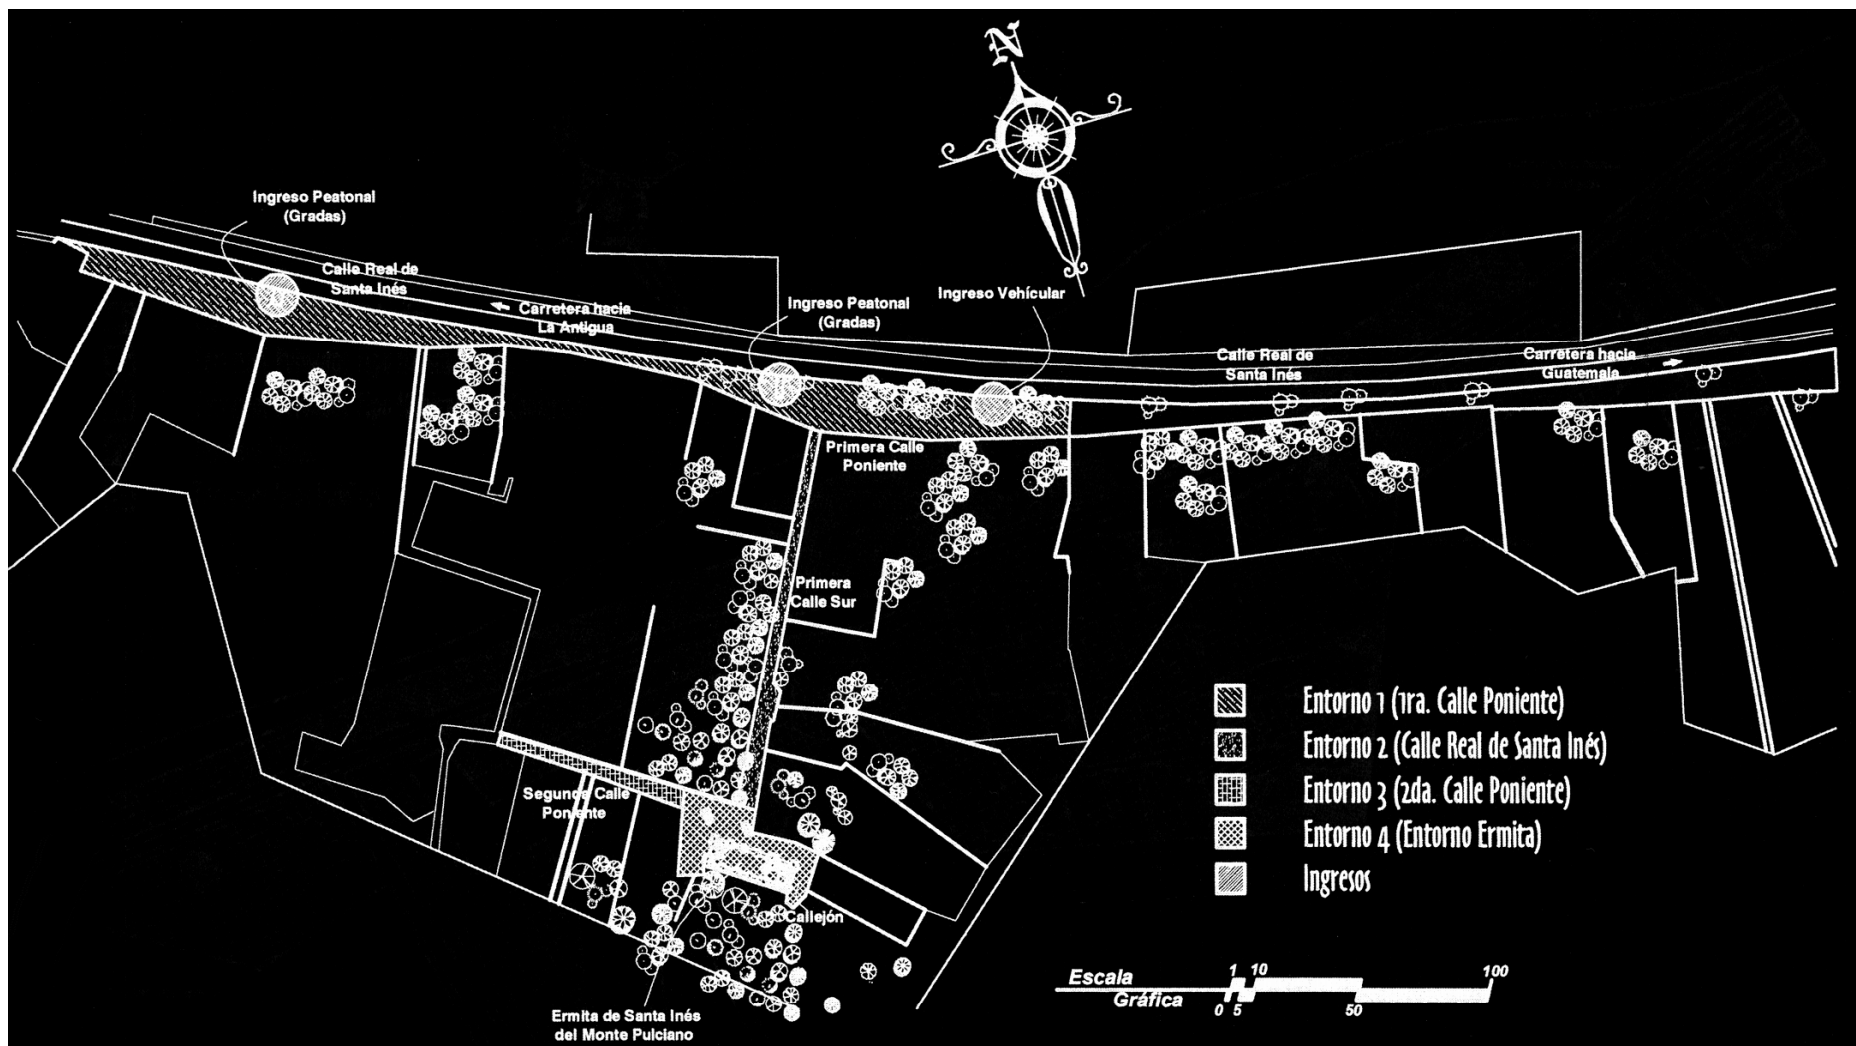 N
Ingreso Peatonal
(Gradas)
Calle Real de
Santa Inés
Carretera hacia
La Antigua
Ingreso Peatonal
(Gradas)
Ingreso Vehícular
Calle Real de
Santa Inés
Carretera hacia
Guatemala
Primera Calle
Poniente
Primera
Calle Sur
Segunda Calle
Poniente
Callejón
Ermita de Santa Inés
del Monte Pulciano
Entorno 1 (1ra. Calle Poniente)
Entorno 2 (Calle Real de Santa Inés)
Entorno 3 (2da. Calle Poniente)
Entorno 4 (Entorno Ermita)
Ingresos
Escala
Gráfica
1 10 100
0 5 50